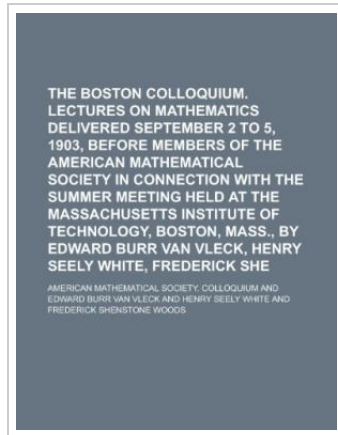 THE BOSTON COLLOQUIUM.
LECTURES ON MATHEMATICS
DELIVERED SEPTEMBER 2 TO 5,
1903, BEFORE MEMBERS OF THE
AMERICAN MATHEMATICAL
SOCIETY IN CONNECTION WITH THE
SUMMER MEETING HELD AT THE
MASSACHUSETTS INSTITUTE OF
TECHNOLOGY, BOSTON, MASS., BY
EDWARD BURR VAN VLECK, HENRY
SEELY WHITE, FREDERICK SHE
AMERICAN MATHEMATICAL SOCIETY. COLLOQUIUM AND
EDWARD BURR VAN VLECK AND HENRY SEELY WHITE AND
FREDERICK SHENSTONE WOODS